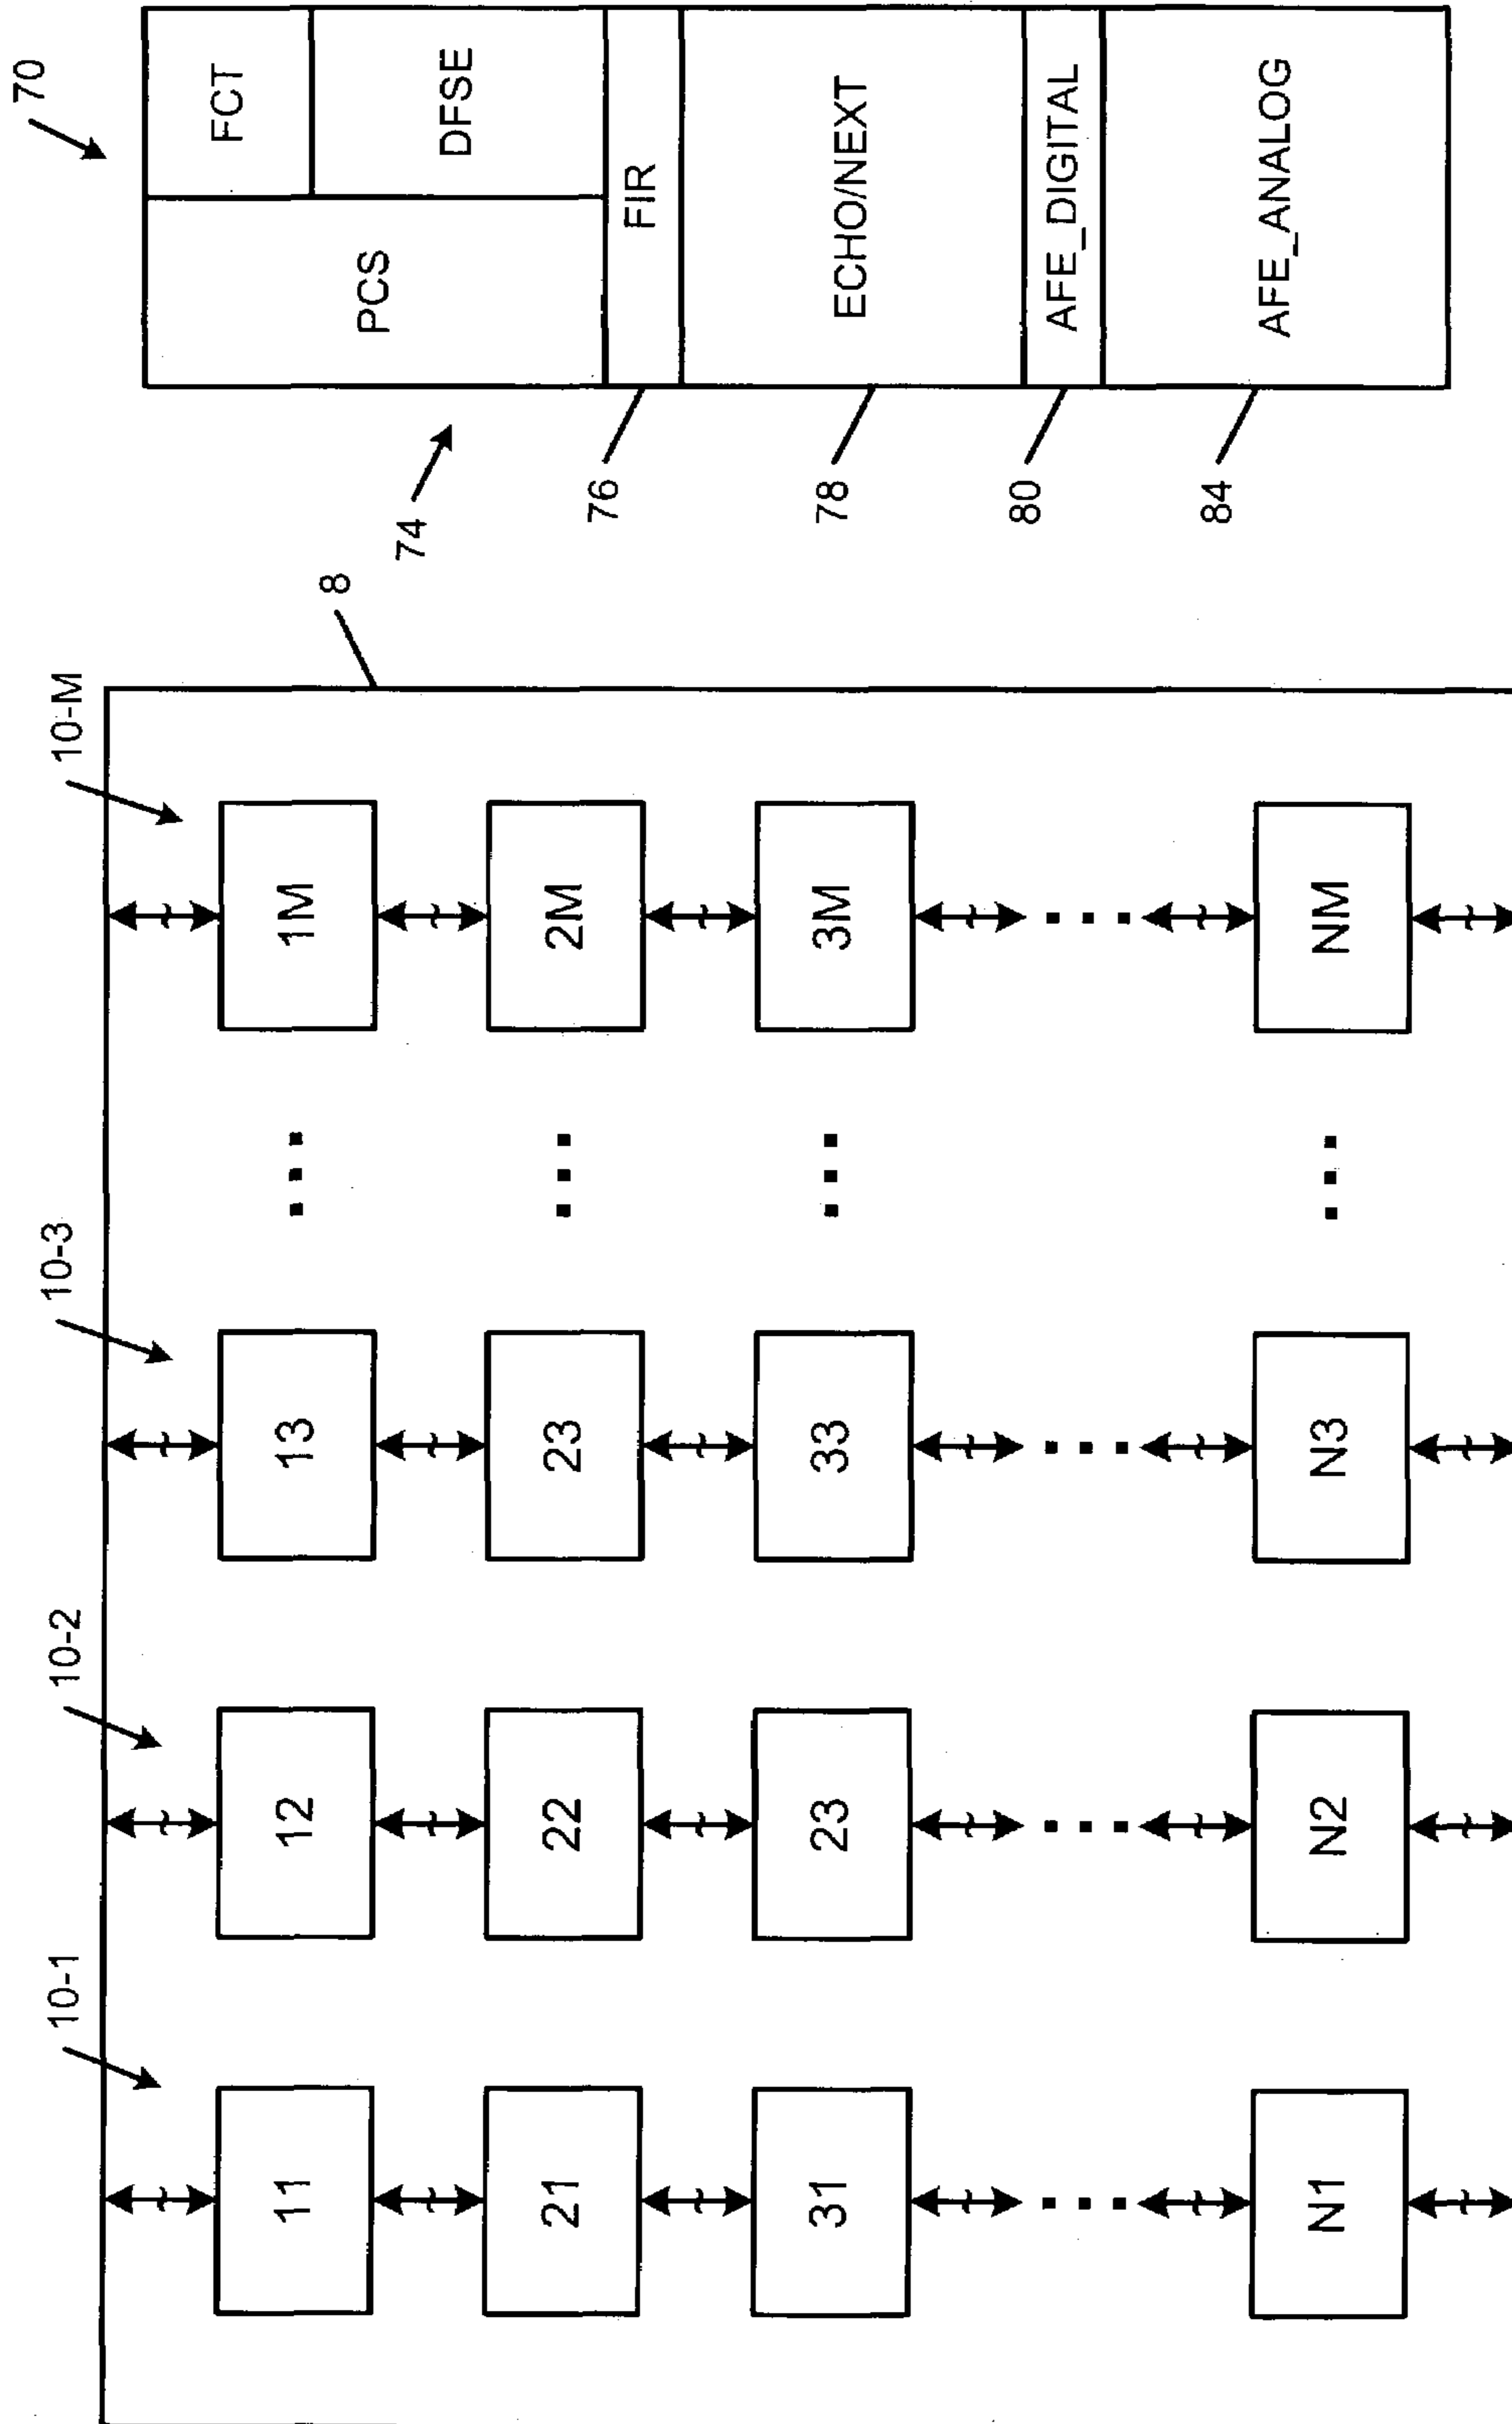 10-1
10-2
10-3
10-M
8
11
12
13
...
1M
21
22
23
...
2M
31
23
33
...
3M
...
...
...
...
N1
N2
N3
...
NM
70
74
PCS
FCT
DFSE
76
FIR
78
ECHO/NEXT
80
AFE_DIGITAL
84
AFE_ANALOG